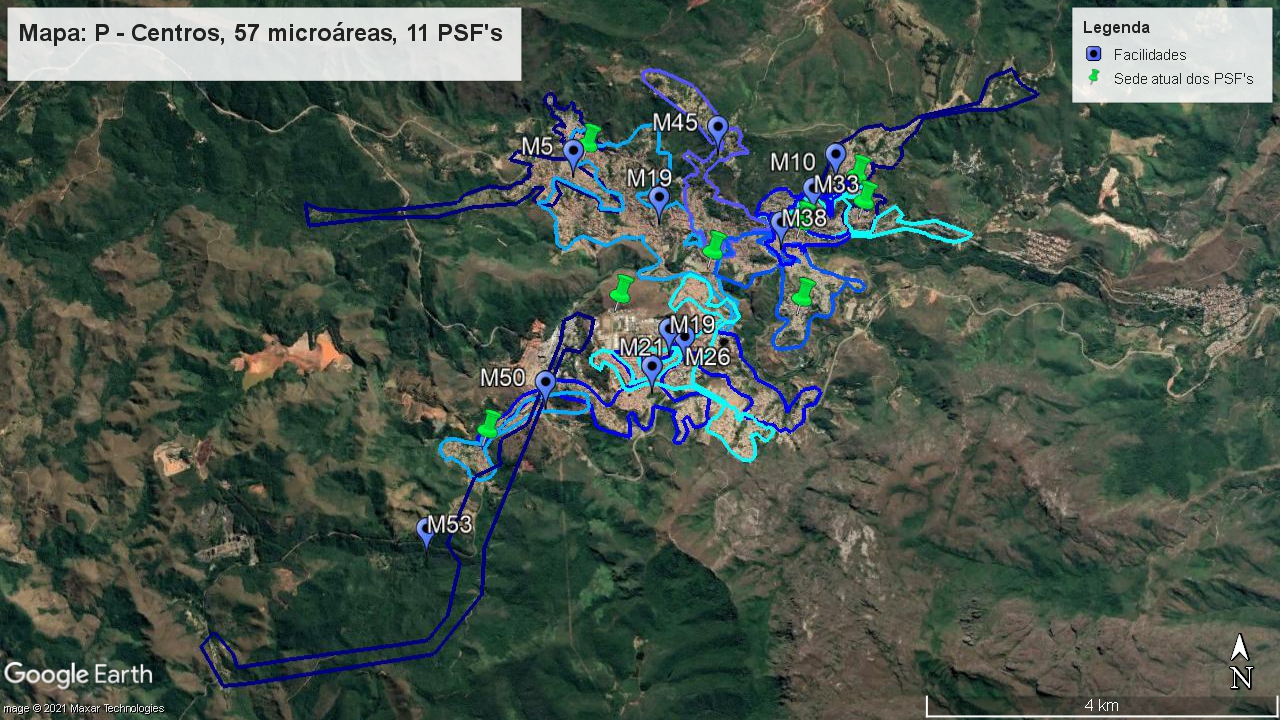 Mapa: P - Centros, 57 microáreas, 11 PSF's
Legenda
Facilidades
Sede atual dos PSF's
M45
M5
M10
M19
M33
M38
M19
M21
M26
M50
M53
Google Earth
mage © 2021 Maxar Technologies
N
4 km